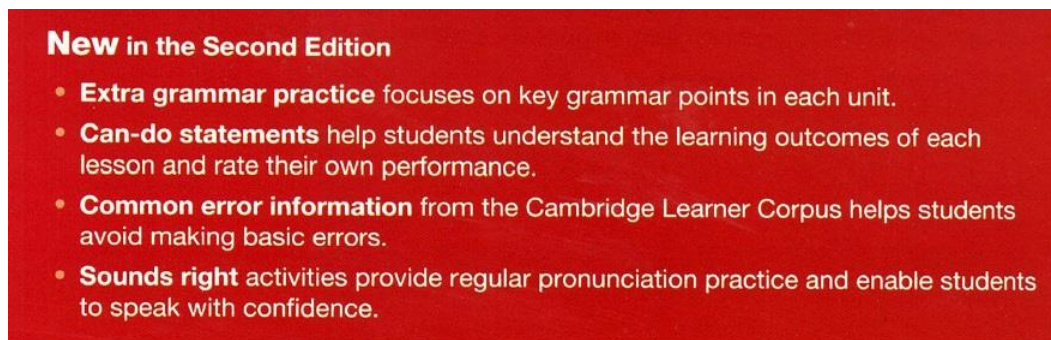 New in the Second Edition
• Extra grammar practice focuses on key grammar points in each unit.
• Can-do statements help students understand the learning outcomes of each
lesson and rate their own performance.
• Common error information from the Cambridge Learner Corpus helps students
avoid making basic errors.
• Sounds right activities provide regular pronunciation practice and enable students
to speak with confidence.